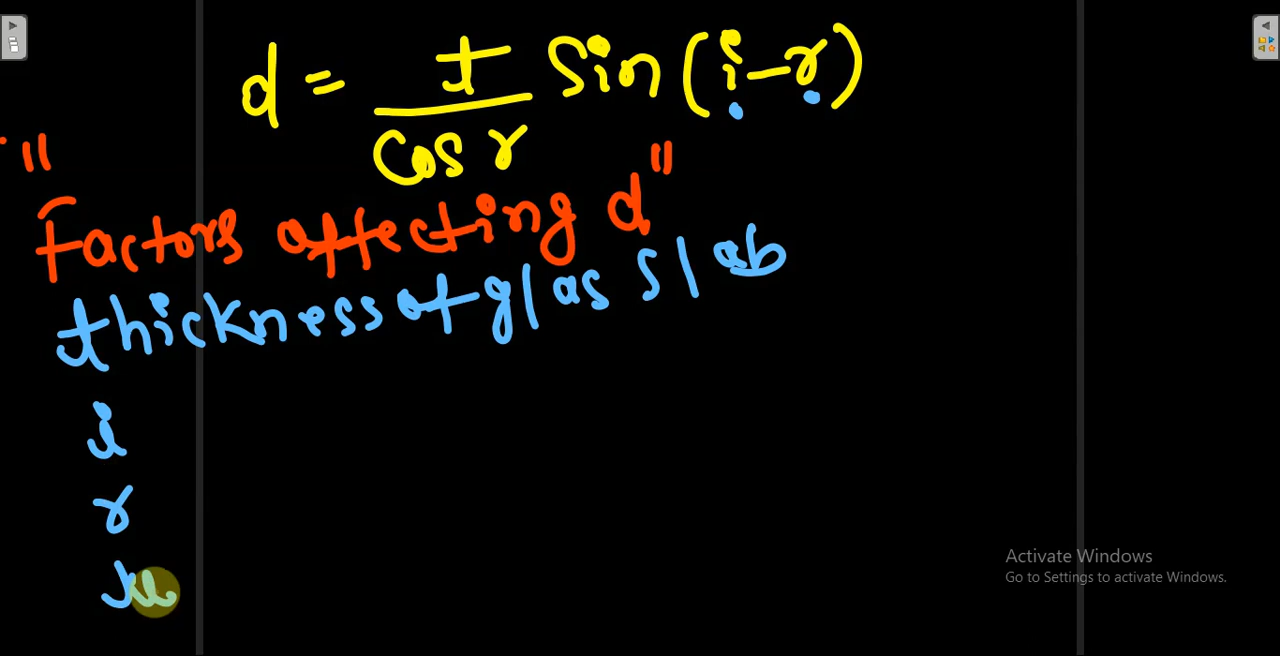 d = t/cos r sin (i-r)
"Factors affecting d"
thickness of glass slab
i
r
μ
Activate Windows
Go to Settings to activate Windows.